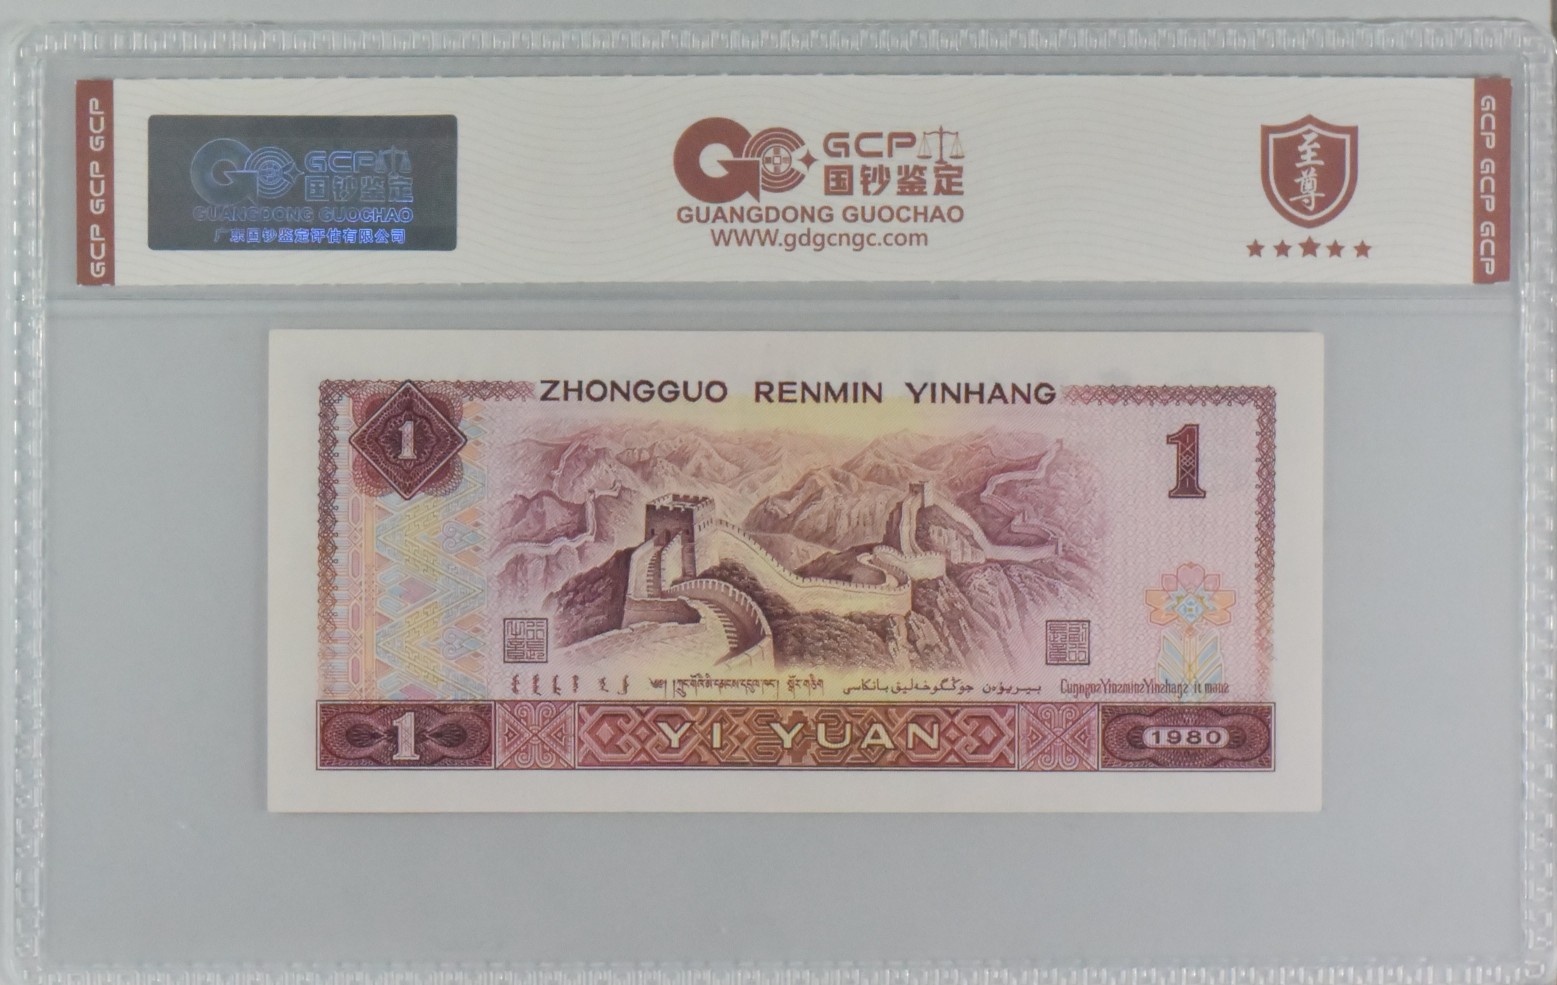 GCP GCP GCP
GCP
国钞鉴定
GUANGDONG GUOCHAO
广东国钞鉴定评估有限公司
GCP
国钞鉴定
GUANGDONG GUOCHAO
WWW.gdgcngc.com
至尊
GCP GCP GCP
ZHONGGUO RENMIN YINHANG
1
1
1 YI YUAN 1980